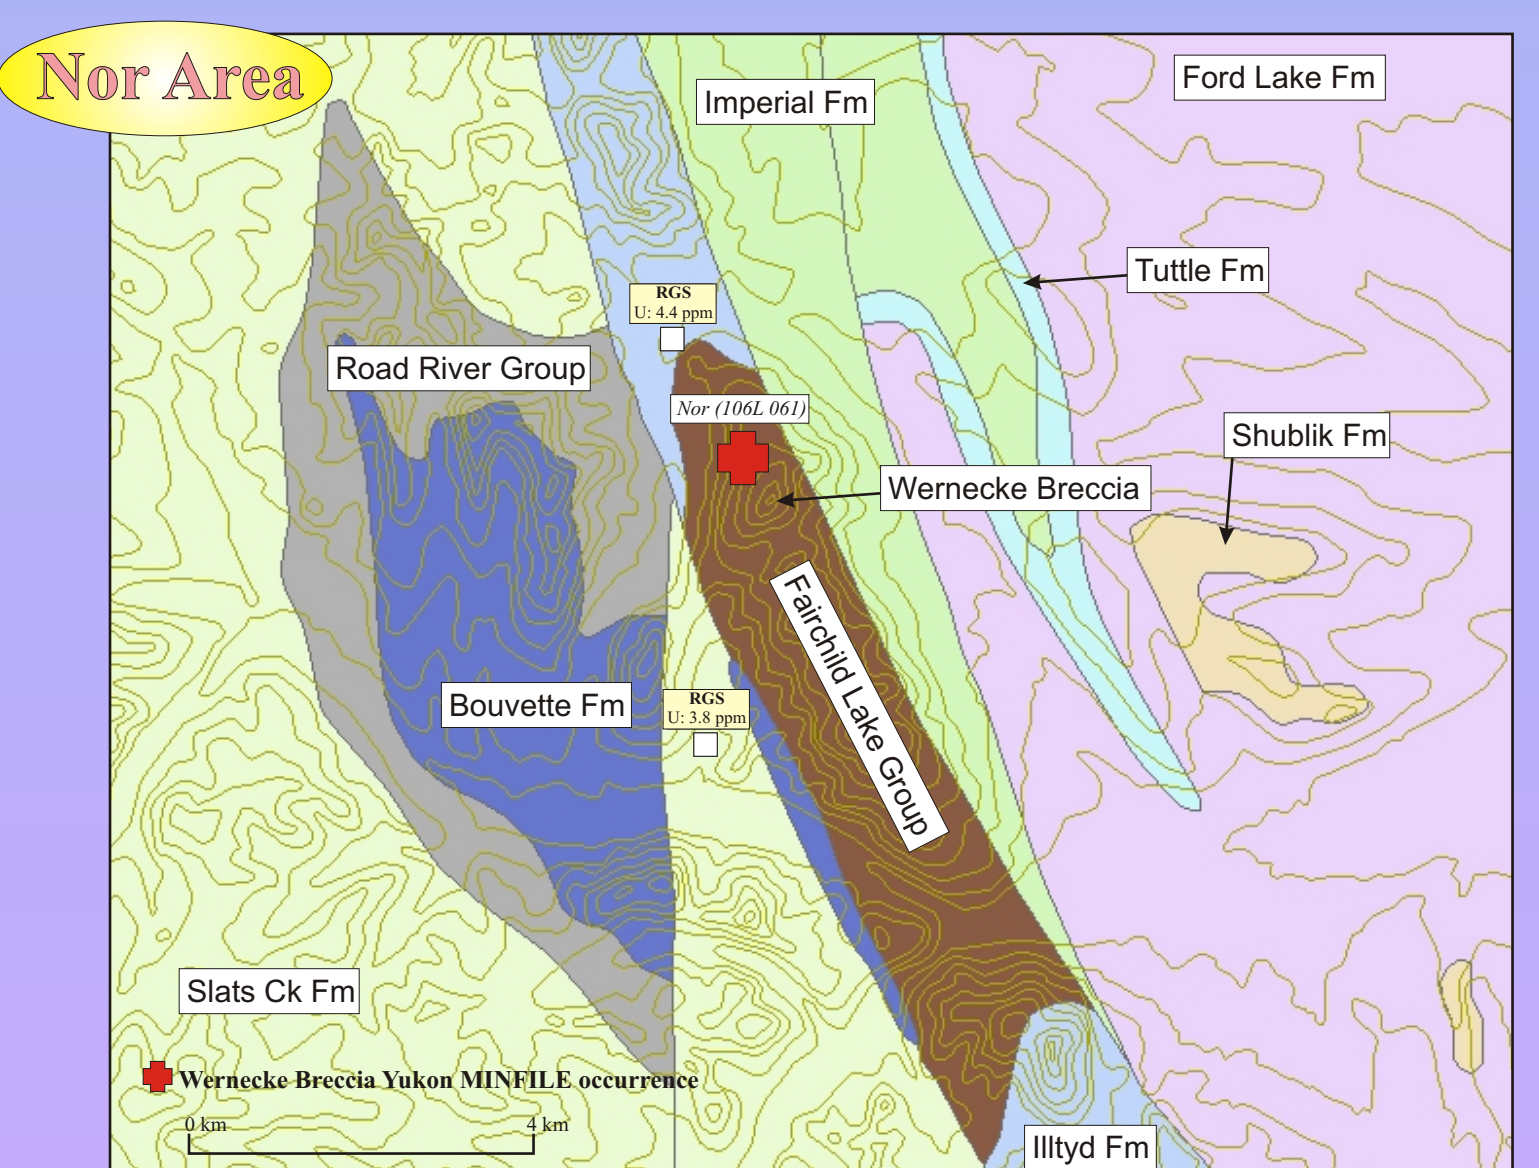 Nor Area
Ford Lake Fm
Imperial Fm
Tuttle Fm
RGS
U: 4.4 ppm
Road River Group
Nor (106L 061)
Shublik Fm
Wernecke Breccia
Fairchild Lake Group
Bouvette Fm
RGS
U: 3.8 ppm
Slats Ck Fm
Wernecke Breccia Yukon MINFILE occurrence
0 km 4 km
Illtyd Fm